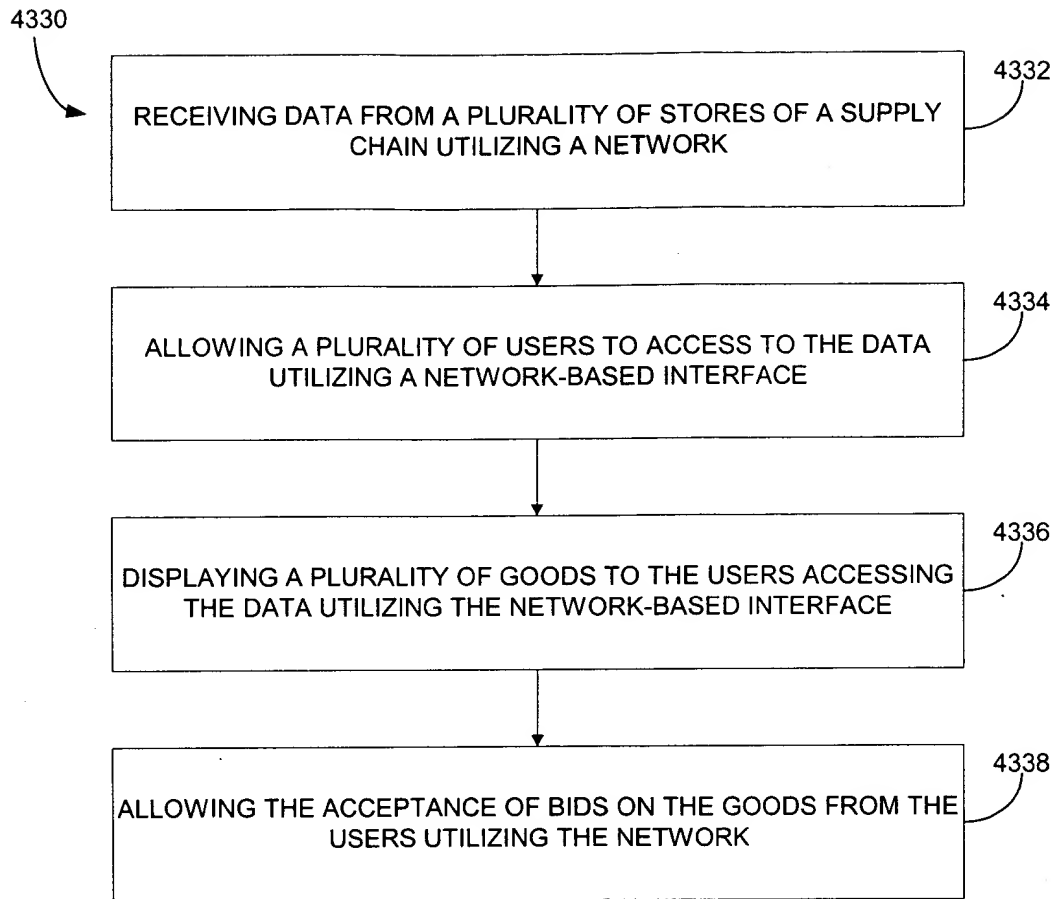 4330
4332
RECEIVING DATA FROM A PLURALITY OF STORES OF A SUPPLY
CHAIN UTILIZING A NETWORK
4334
ALLOWING A PLURALITY OF USERS TO ACCESS TO THE DATA
UTILIZING A NETWORK-BASED INTERFACE
4336
DISPLAYING A PLURALITY OF GOODS TO THE USERS ACCESSING
THE DATA UTILIZING THE NETWORK-BASED INTERFACE
4338
ALLOWING THE ACCEPTANCE OF BIDS ON THE GOODS FROM THE
USERS UTILIZING THE NETWORK